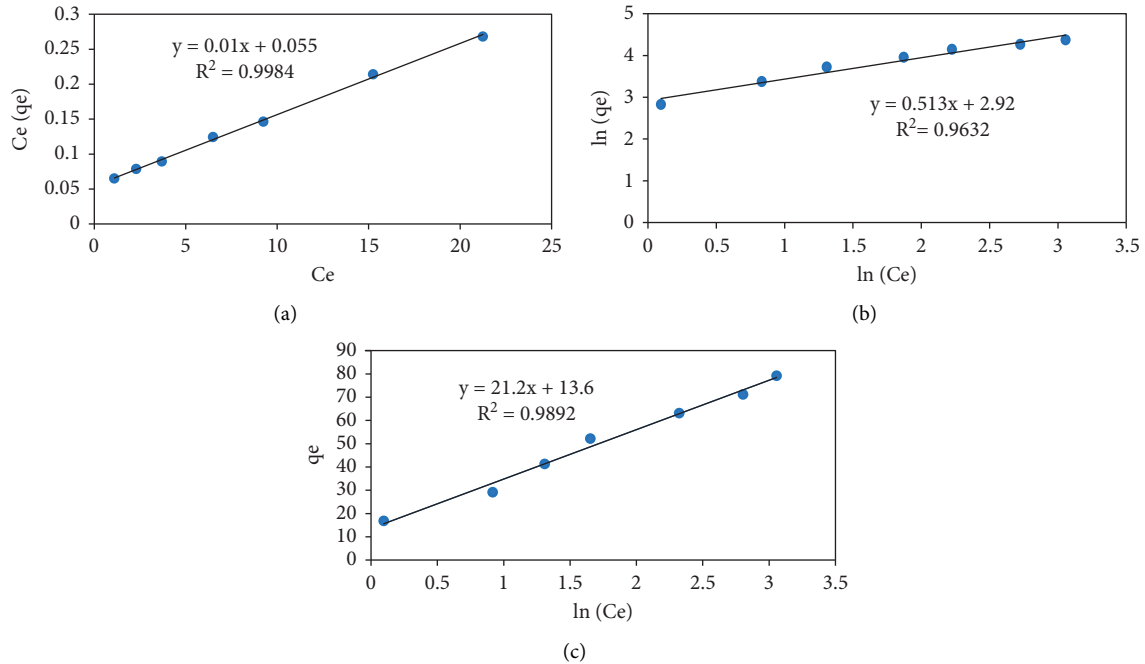 0.3
0.25
0.2
0.15
0.1
0.05
0
Ce (qe)
y = 0.01x + 0.055
R² = 0.9984
0 5 10 15 20 25
Ce
(a)
5
4
3
2
1
0
ln (qe)
y = 0.513x + 2.92
R²= 0.9632
0 0.5 1 1.5 2 2.5 3 3.5
ln (Ce)
(b)
90
80
70
60
50
40
30
20
10
0
qe
y = 21.2x + 13.6
R² = 0.9892
0 0.5 1 1.5 2 2.5 3 3.5
ln (Ce)
(c)